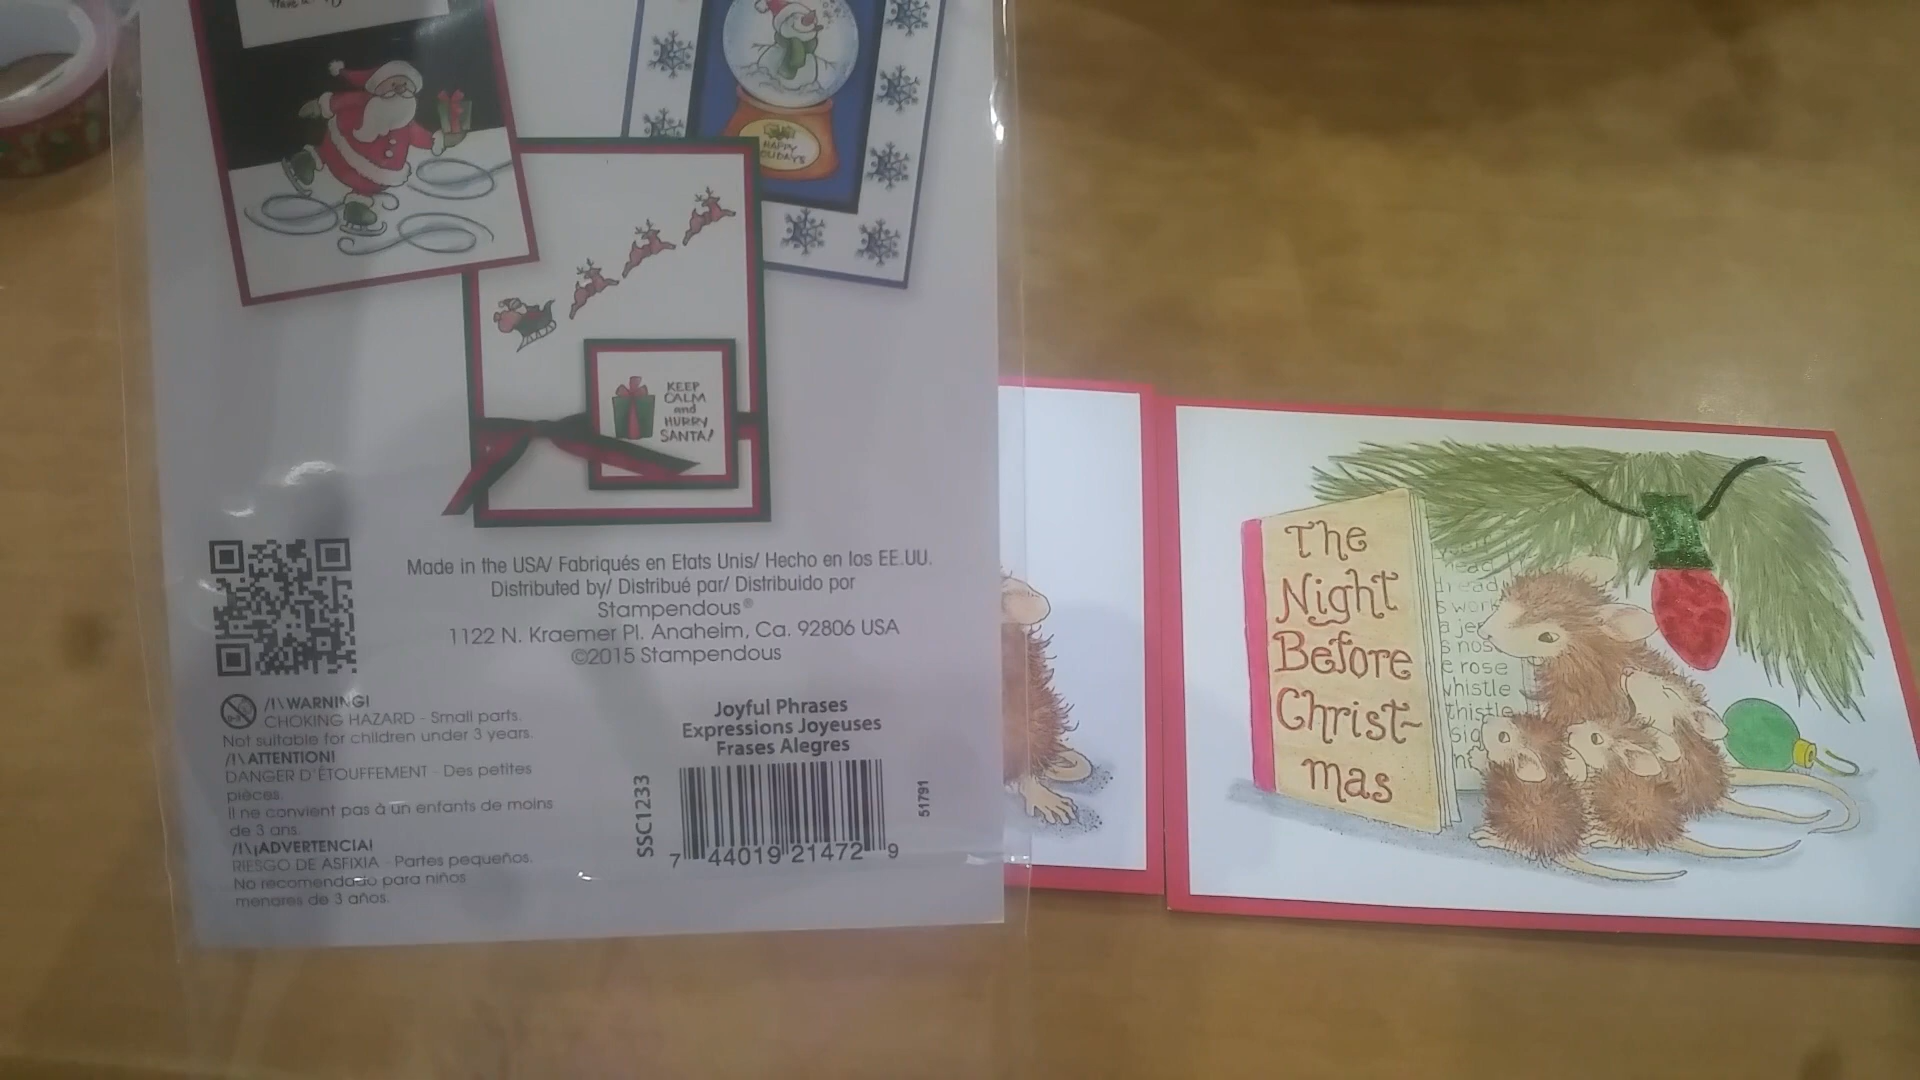 Have a
HAPPY
HOLIDAYS
KEEP
CALM
and
HURRY
SANTA!
Made in the USA/ Fabriqués en Etats Unis/ Hecho en los EE.UU.
Distributed by/ Distribué par/ Distribuido por
Stampendous®
1122 N. Kraemer Pl. Anaheim, Ca. 92806 USA
©2015 Stampendous
/!\ WARNING!
CHOKING HAZARD - Small parts.
Not suitable for children under 3 years.
/!\ ATTENTION!
DANGER D'ÉTOUFFEMENT - Des petites
pièces.
Il ne convient pas à un enfants de moins
de 3 ans.
/!\¡ADVERTENCIA!
RIESGO DE ASFIXIA - Partes pequeños.
No recomendado para niños
menores de 3 años.
Joyful Phrases
Expressions Joyeuses
Frases Alegres
SSC1233
51791
7 44019 21472 9
The
Night
Before
Christ-
mas
work
a je
nos
rose
whistle
thistle